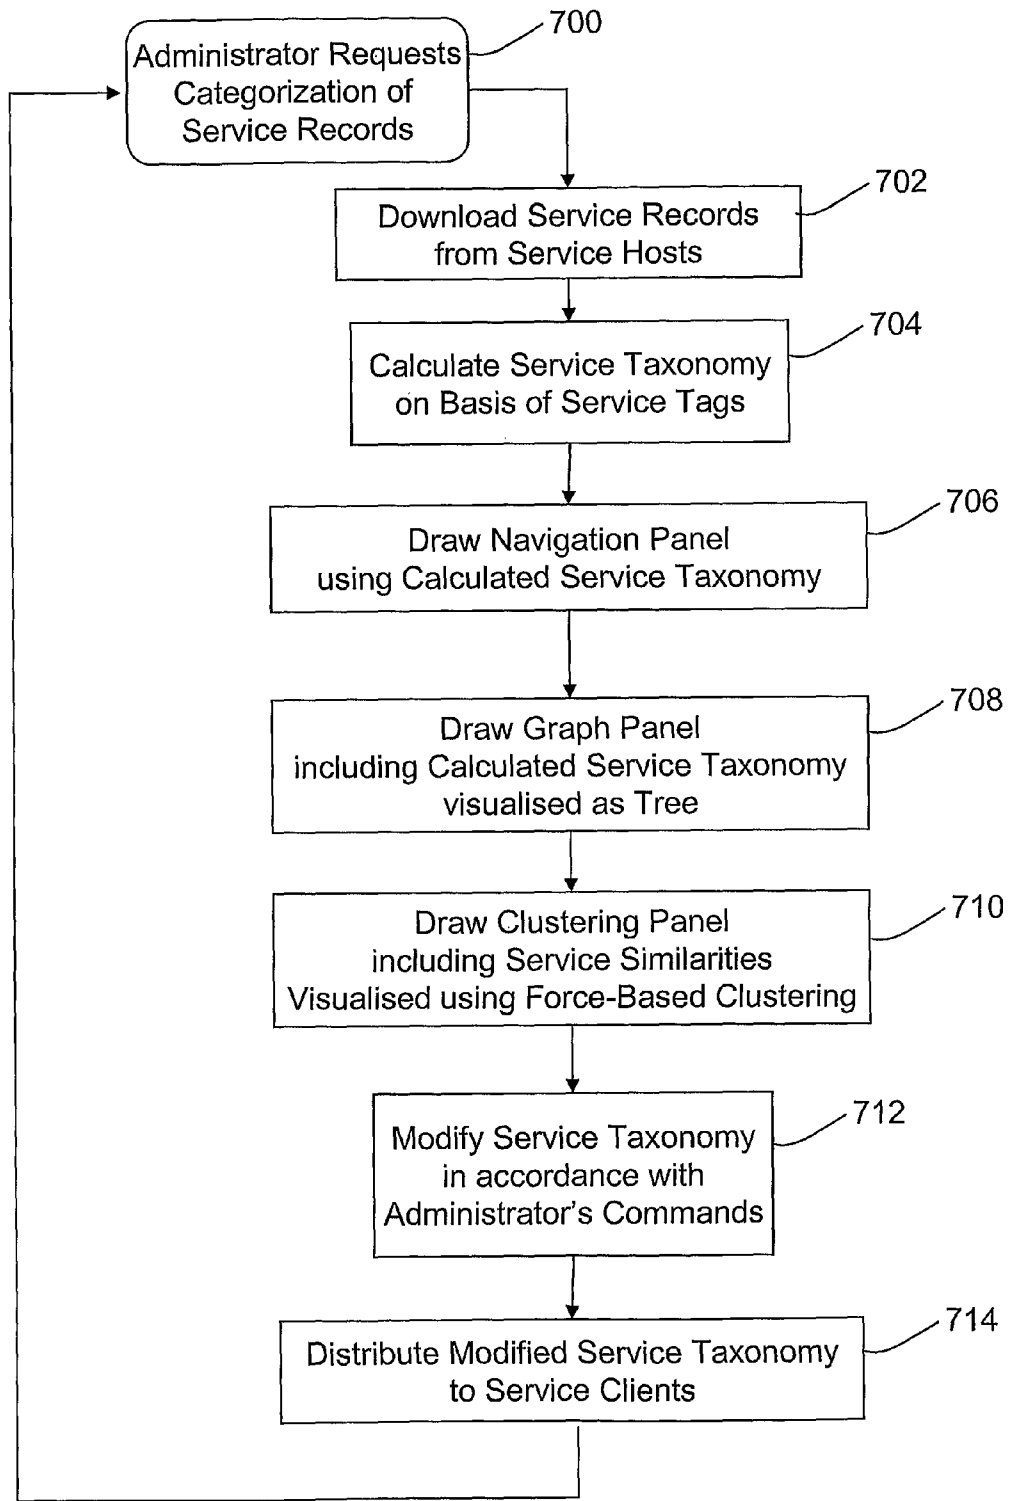 700
Administrator Requests
Categorization of
Service Records
702
Download Service Records
from Service Hosts
704
Calculate Service Taxonomy
on Basis of Service Tags
706
Draw Navigation Panel
using Calculated Service Taxonomy
708
Draw Graph Panel
including Calculated Service Taxonomy
visualised as Tree
710
Draw Clustering Panel
including Service Similarities
Visualised using Force-Based Clustering
712
Modify Service Taxonomy
in accordance with
Administrator's Commands
714
Distribute Modified Service Taxonomy
to Service Clients